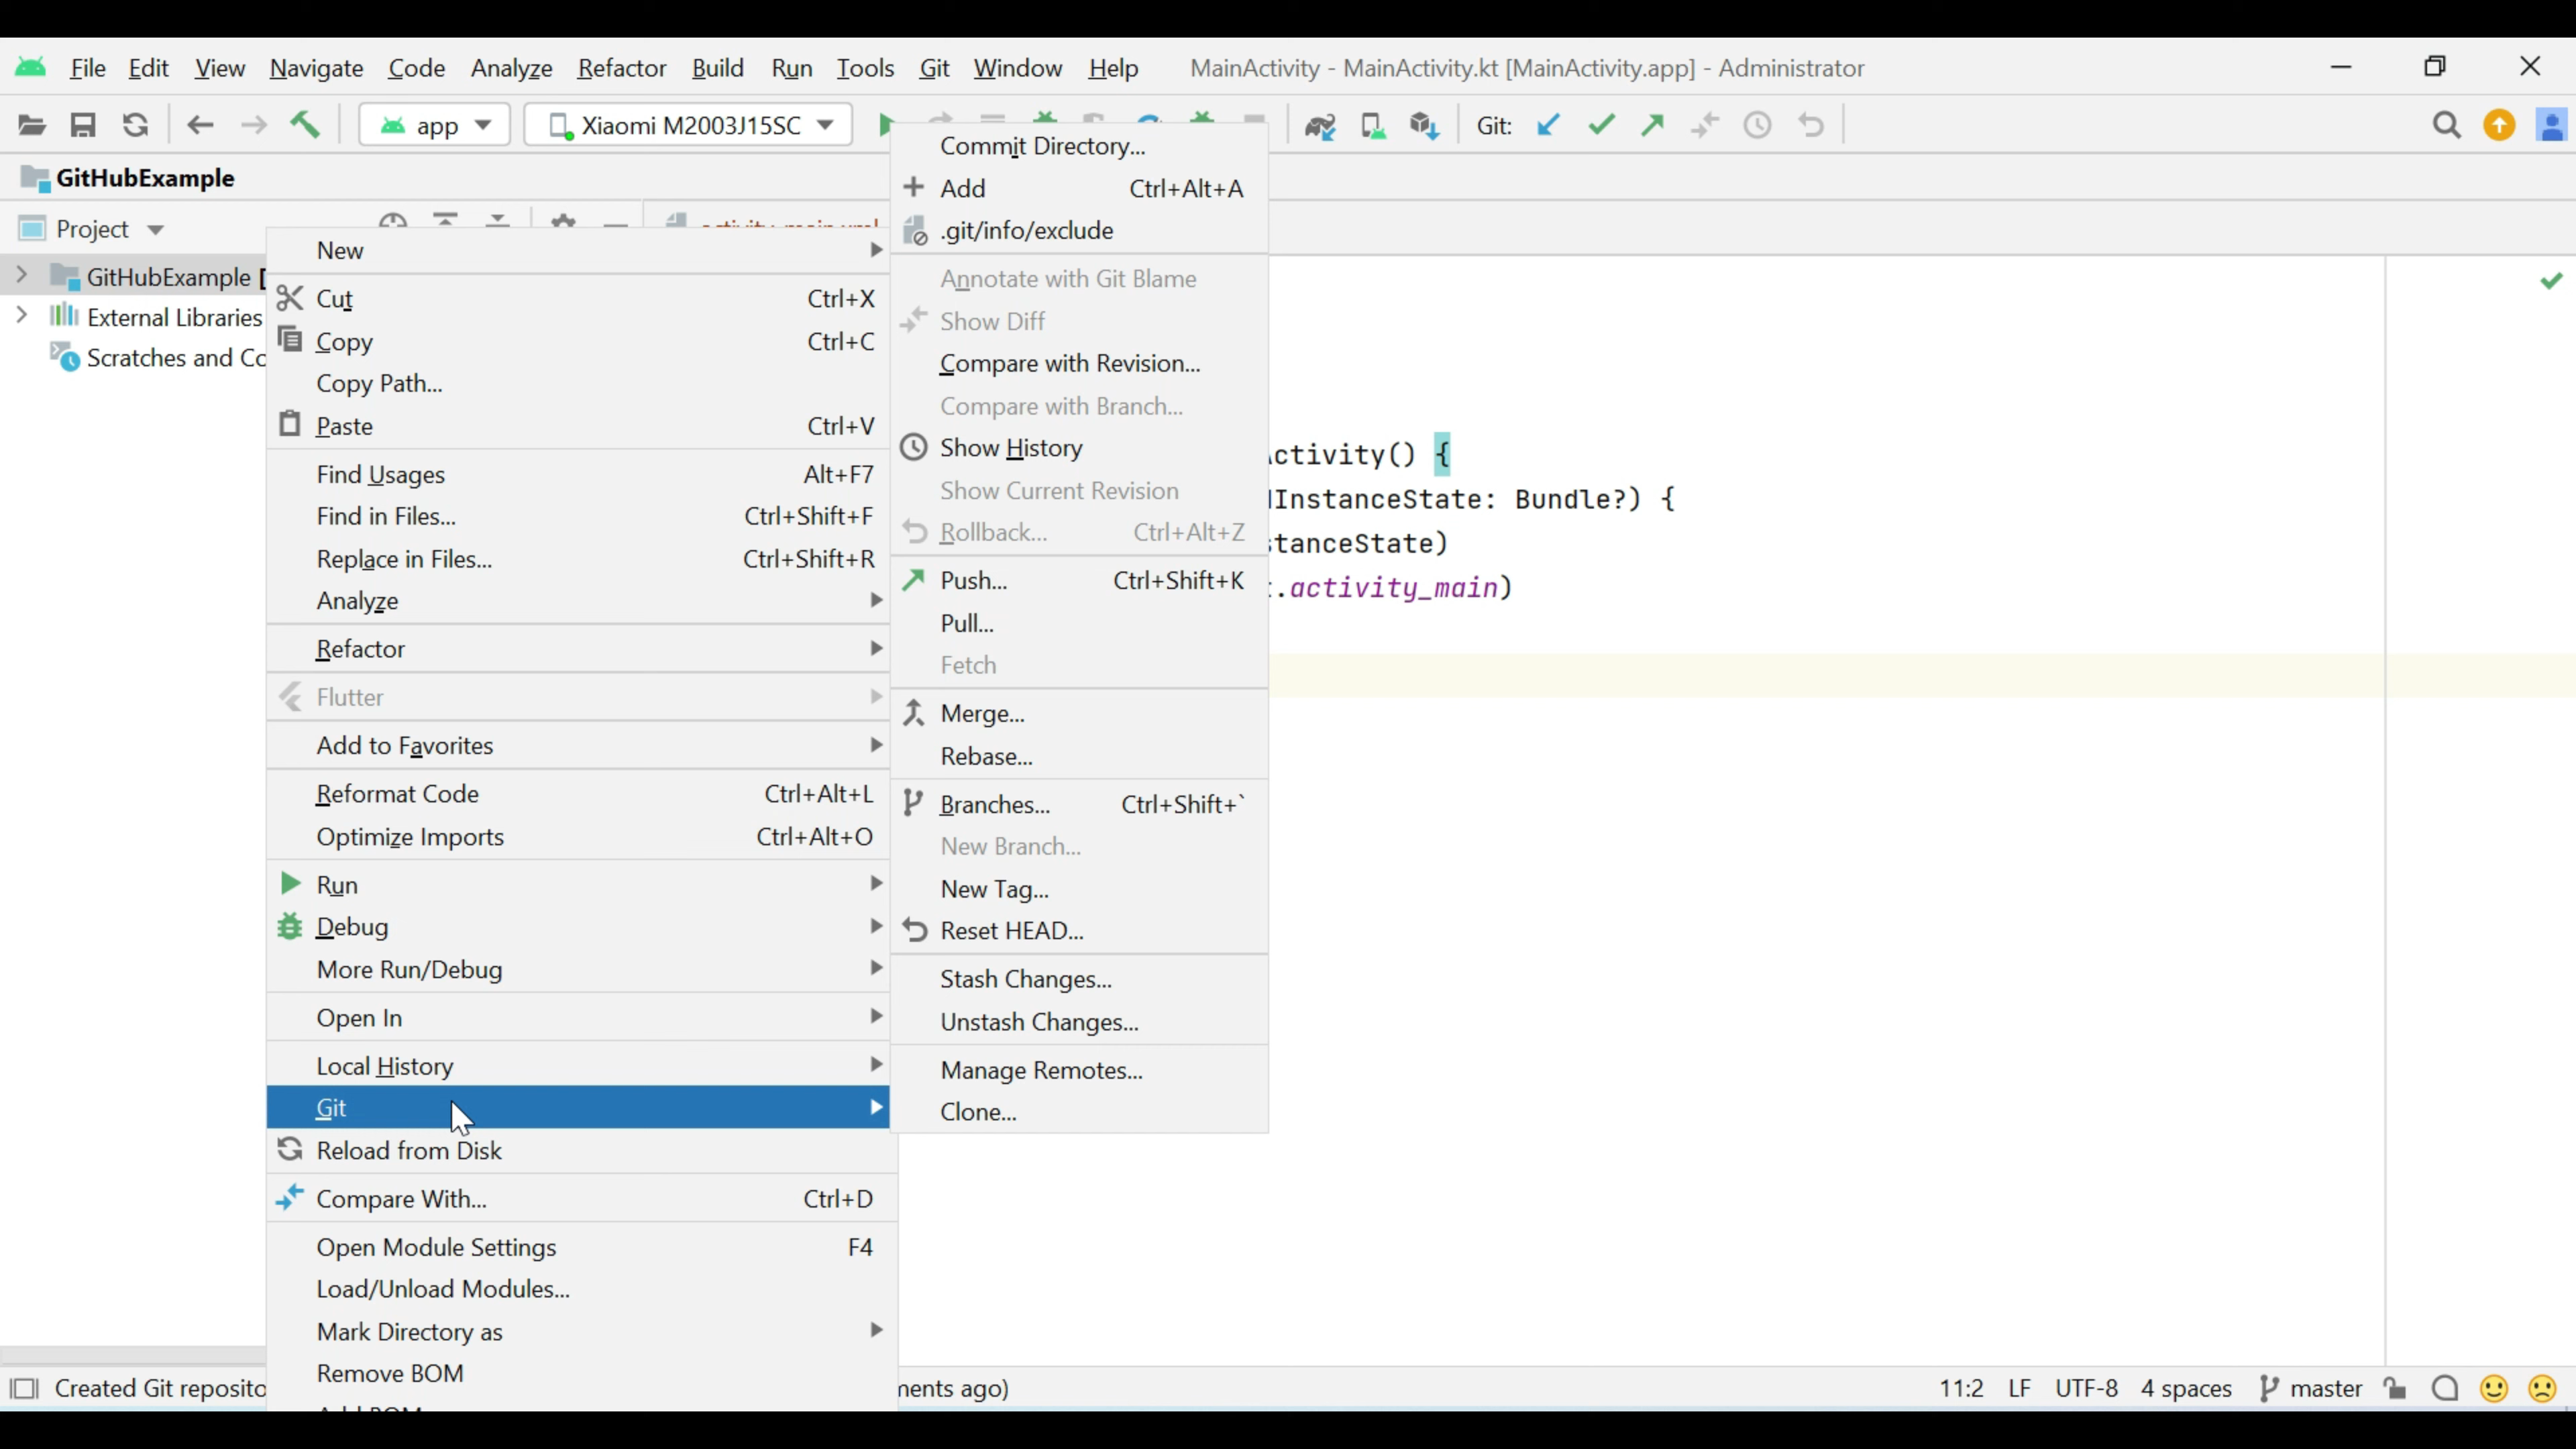 File Edit View Navigate Code Analyze Refactor Build Run Tools Git Window Help MainActivity - MainActivity.kt [MainActivity.app] - Administrator
app Xiaomi M2003J15SC Git:
GitHubExample
Project
GitHubExample [
External Libraries
Scratches and Co
New
Cut Ctrl+X
Copy Ctrl+C
Copy Path...
Paste Ctrl+V
Find Usages Alt+F7
Find in Files... Ctrl+Shift+F
Replace in Files... Ctrl+Shift+R
Analyze
Refactor
Flutter
Add to Favorites
Reformat Code Ctrl+Alt+L
Optimize Imports Ctrl+Alt+O
Run
Debug
More Run/Debug
Open In
Local History
Git
Reload from Disk
Compare With... Ctrl+D
Open Module Settings F4
Load/Unload Modules...
Mark Directory as
Remove BOM
Commit Directory...
Add Ctrl+Alt+A
.git/info/exclude
Annotate with Git Blame
Show Diff
Compare with Revision...
Compare with Branch...
Show History
Show Current Revision
Rollback... Ctrl+Alt+Z
Push... Ctrl+Shift+K
Pull...
Fetch
Merge...
Rebase...
Branches... Ctrl+Shift+`
New Branch...
New Tag...
Reset HEAD...
Stash Changes...
Unstash Changes...
Manage Remotes...
Clone...
ctivity() {
InstanceState: Bundle?) {
tanceState)
.activity_main)
Created Git reposito
ments ago)
11:2 LF UTF-8 4 spaces master